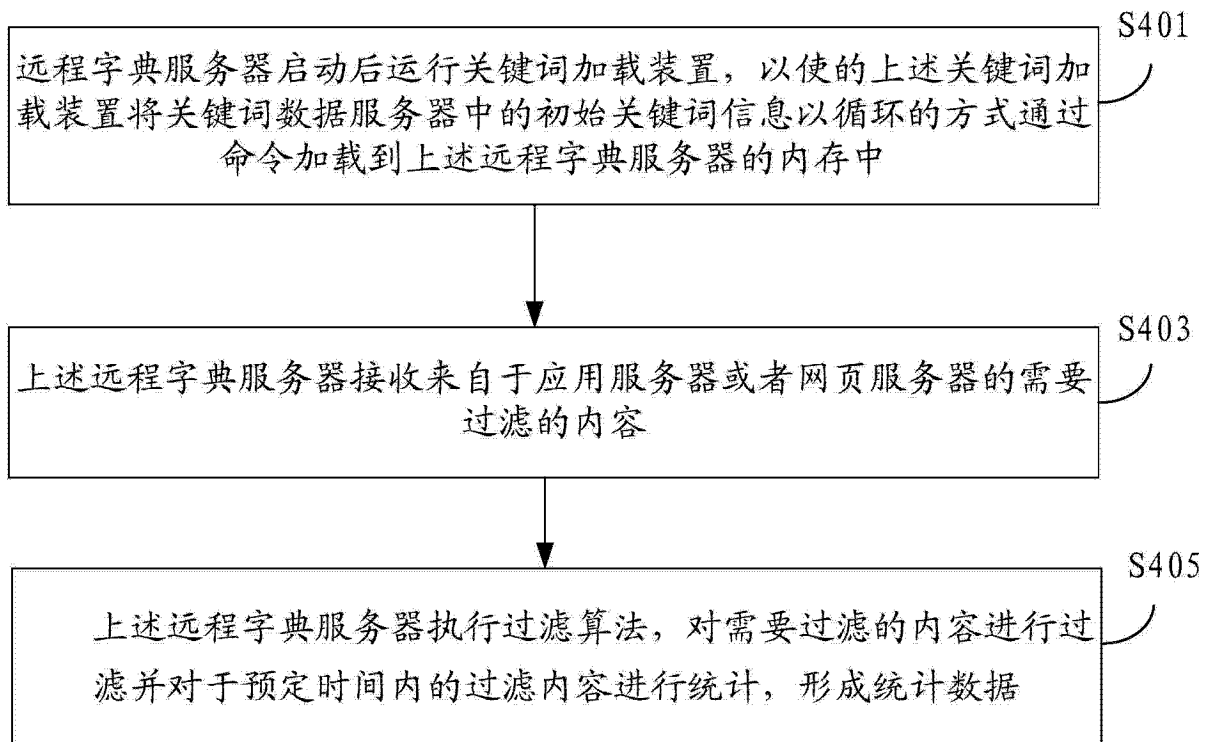 S401
远程字典服务器启动后运行关键词加载装置，以使的上述关键词加
载装置将关键词数据服务器中的初始关键词信息以循环的方式通过
命令加载到上述远程字典服务器的内存中
S403
上述远程字典服务器接收来自于应用服务器或者网页服务器的需要
过滤的内容
S405
上述远程字典服务器执行过滤算法，对需要过滤的内容进行过
滤并对于预定时间内的过滤内容进行统计，形成统计数据